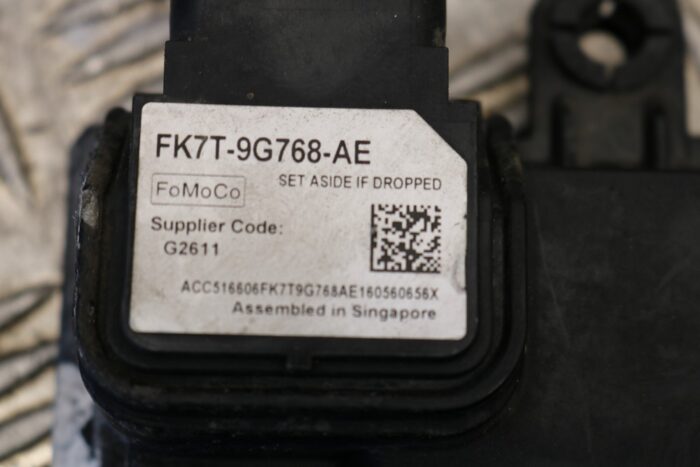 FK7T-9G768-AE
SET ASIDE IF DROPPED
FoMoCo
Supplier Code:
G2611
ACC516606FK7T9G768AE160560656X
Assembled in Singapore